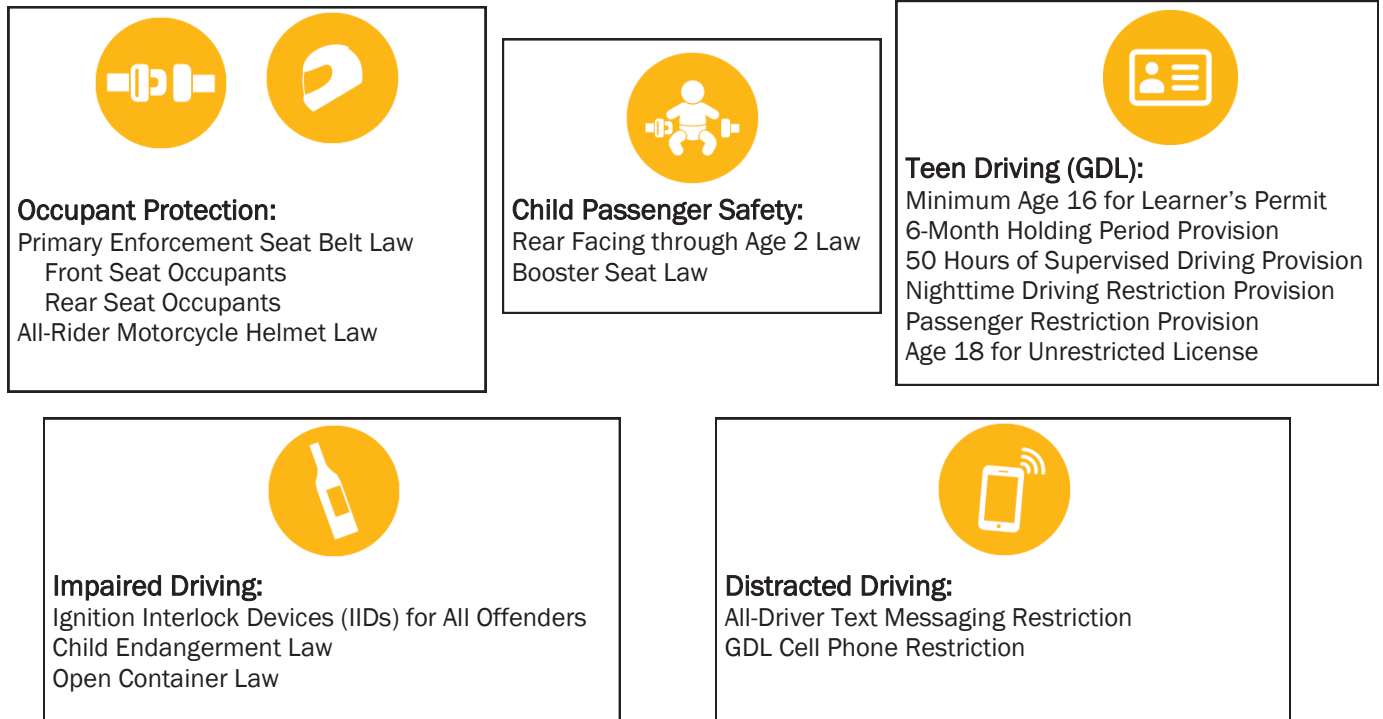 Occupant Protection:
Primary Enforcement Seat Belt Law
Front Seat Occupants
Rear Seat Occupants
All-Rider Motorcycle Helmet Law
Child Passenger Safety:
Rear Facing through Age 2 Law
Booster Seat Law
Teen Driving (GDL):
Minimum Age 16 for Learner's Permit
6-Month Holding Period Provision
50 Hours of Supervised Driving Provision
Nighttime Driving Restriction Provision
Passenger Restriction Provision
Age 18 for Unrestricted License
Impaired Driving:
Ignition Interlock Devices (IIDs) for All Offenders
Child Endangerment Law
Open Container Law
Distracted Driving:
All-Driver Text Messaging Restriction
GDL Cell Phone Restriction